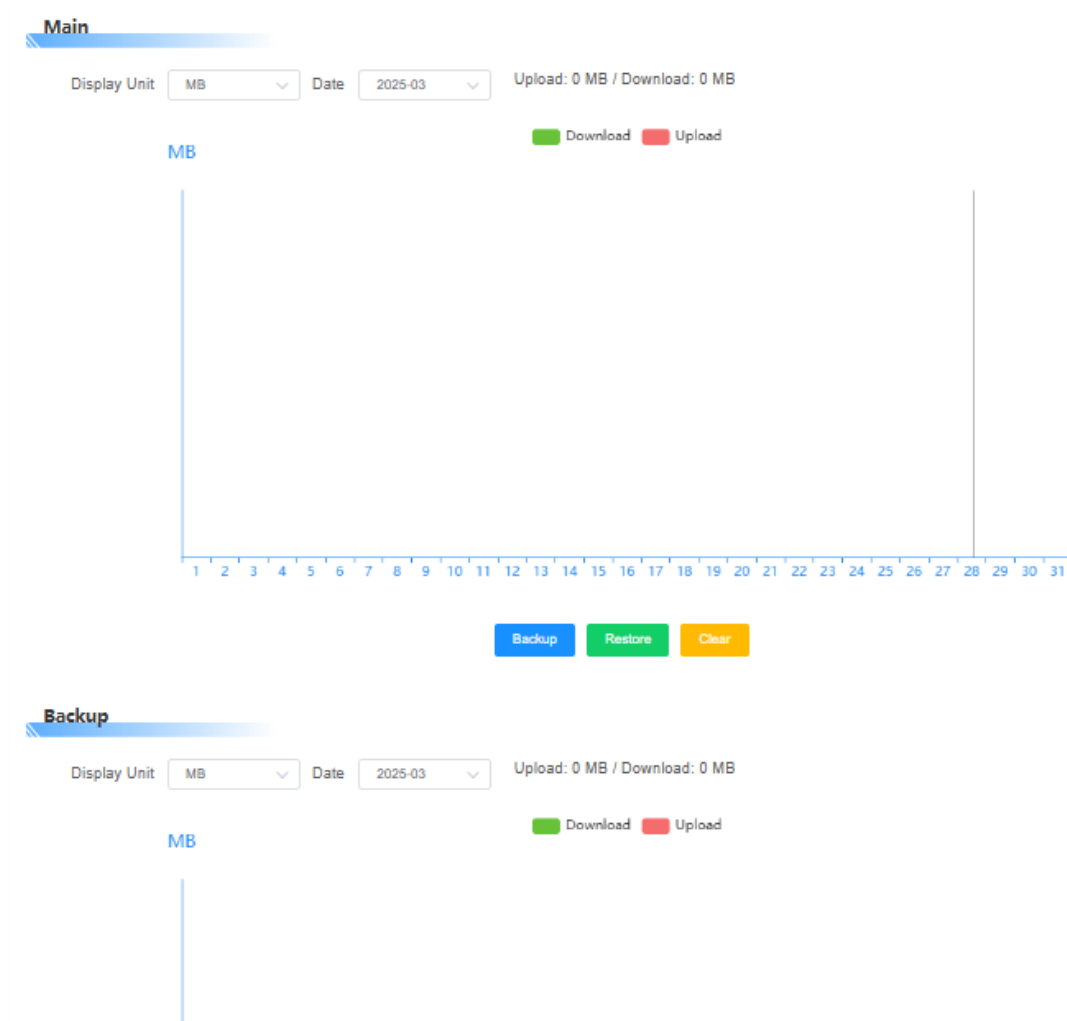 Main
Display Unit MB Date 2025-03 Upload: 0 MB / Download: 0 MB
Download Upload
MB
1 2 3 4 5 6 7 8 9 10 11 12 13 14 15 16 17 18 19 20 21 22 23 24 25 26 27 28 29 30 31
Backup Restore Clear
Backup
Display Unit MB Date 2025-03 Upload: 0 MB / Download: 0 MB
Download Upload
MB